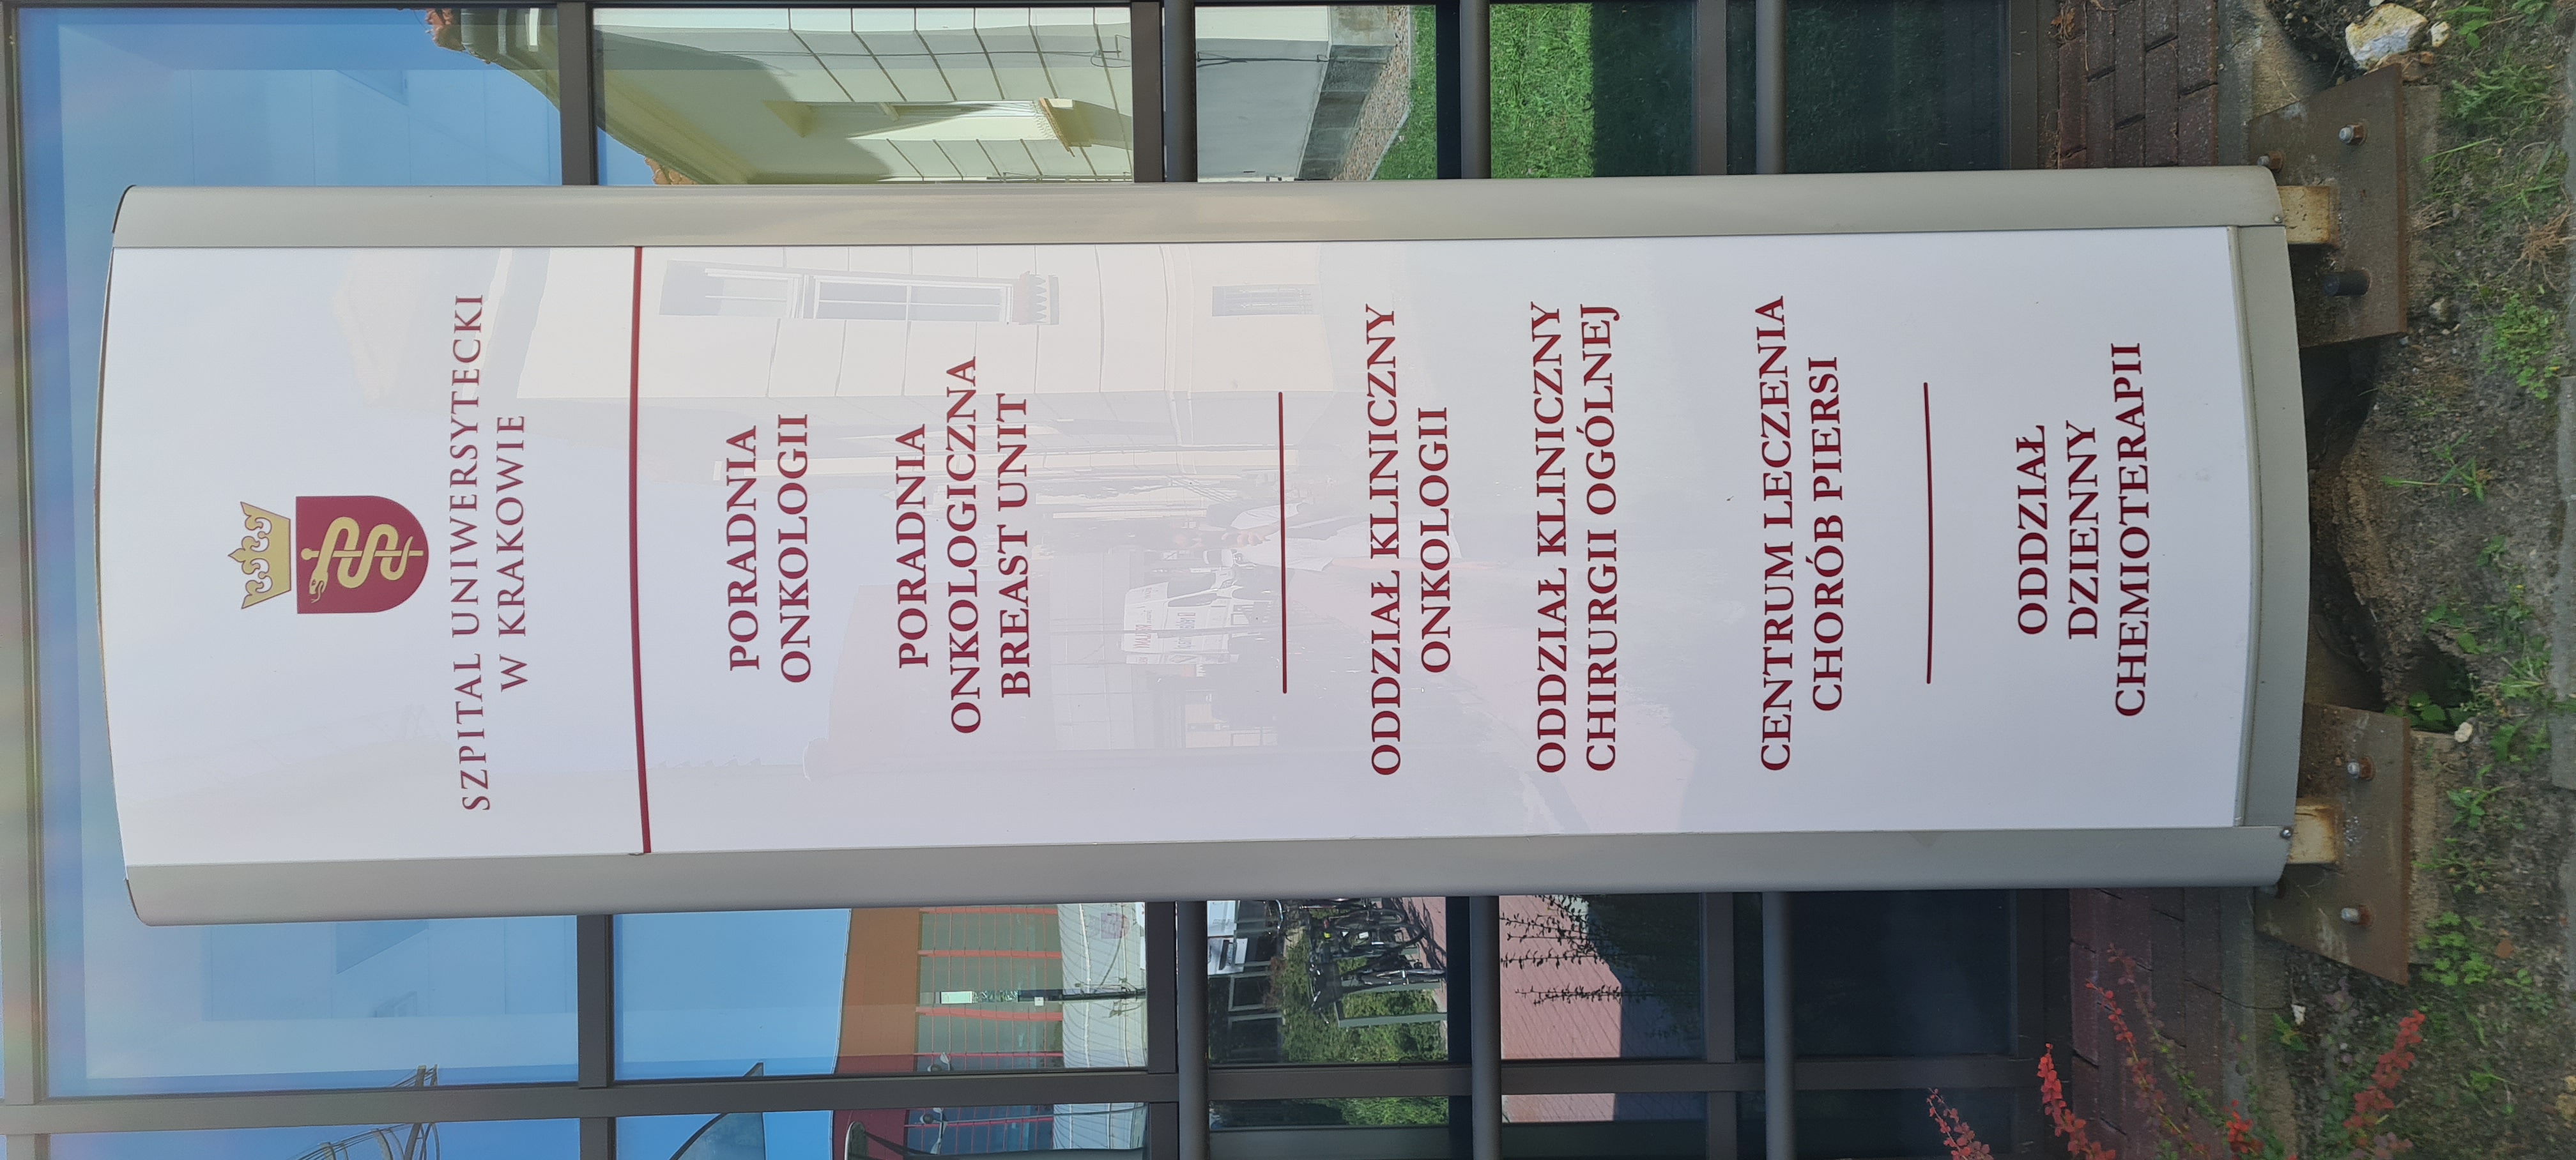 SZPITAL UNIWERSYTECKI
W KRAKOWIE
PORADNIA
ONKOLOGII
PORADNIA
ONKOLOGICZNA
BREAST UNIT
ODDZIAŁ KLINICZNY
ONKOLOGII
ODDZIAŁ KLINICZNY
CHIRURGII OGÓLNEJ
CENTRUM LECZENIA
CHORÓB PIERSI
ODDZIAŁ
DZIENNY
CHEMIOTERAPII